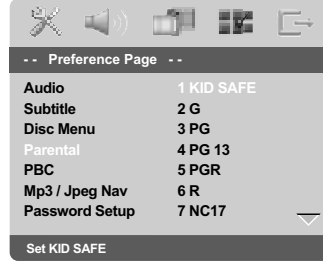 - - Preference Page - -
Audio 1 KID SAFE
Subtitle 2 G
Disc Menu 3 PG
Parental 4 PG 13
PBC 5 PGR
Mp3 / Jpeg Nav 6 R
Password Setup 7 NC17
Set KID SAFE